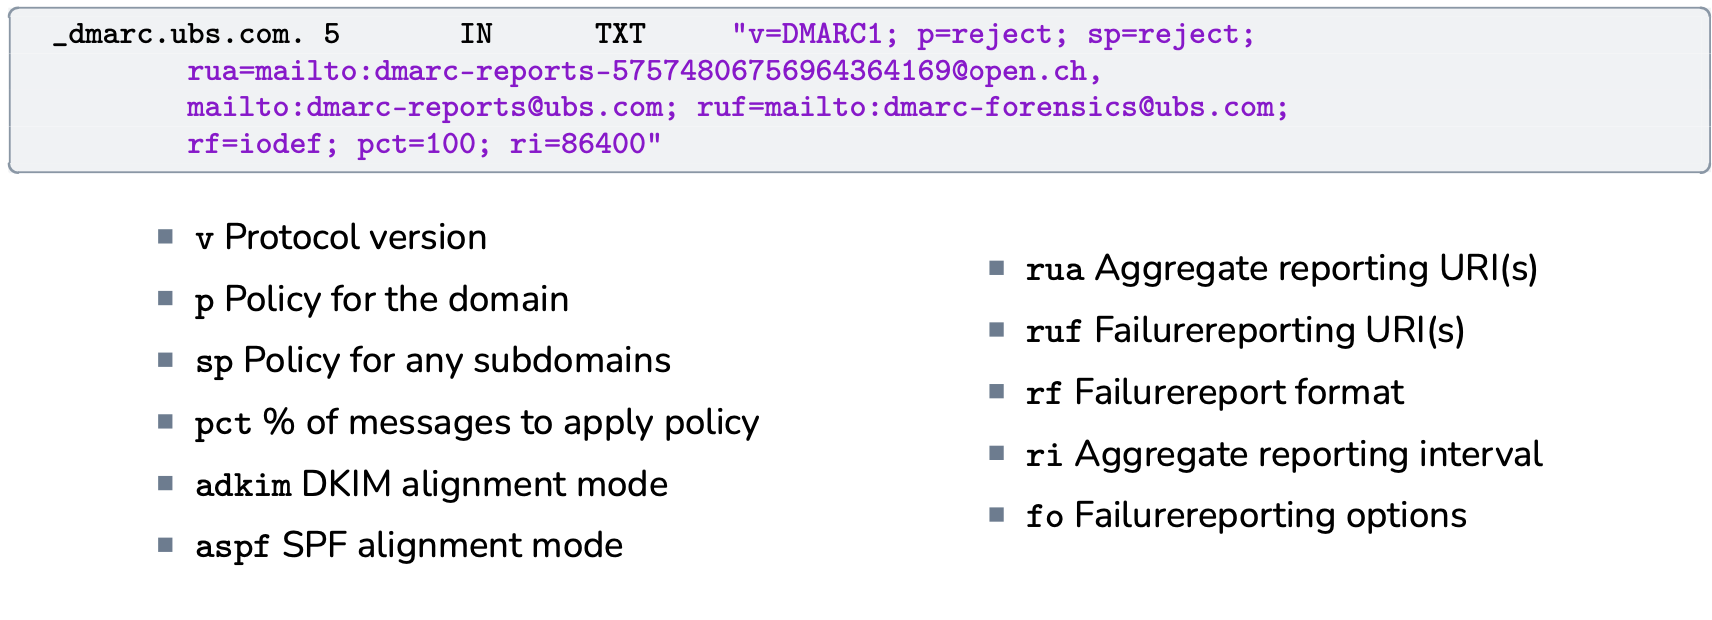 _dmarc.ubs.com. 5 IN TXT "v=DMARC1; p=reject; sp=reject;
rua=mailto:dmarc-reports-57574806756964364169@open.ch,
mailto:dmarc-reports@ubs.com; ruf=mailto:dmarc-forensics@ubs.com;
rf=iodef; pct=100; ri=86400"
v Protocol version
p Policy for the domain
sp Policy for any subdomains
pct % of messages to apply policy
adkim DKIM alignment mode
aspf SPF alignment mode
rua Aggregate reporting URI(s)
ruf Failurereporting URI(s)
rf Failurereport format
ri Aggregate reporting interval
fo Failurereporting options